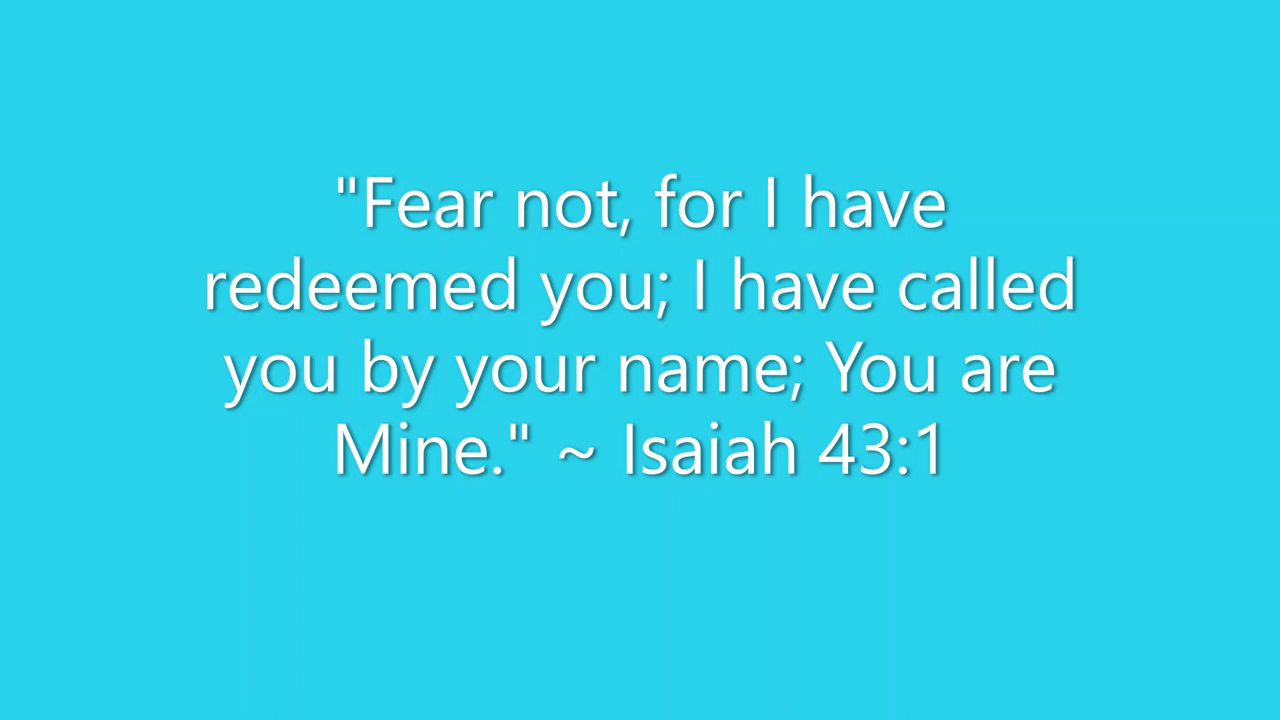 "Fear not, for I have
redeemed you; I have called
you by your name; You are
Mine." ~ Isaiah 43:1